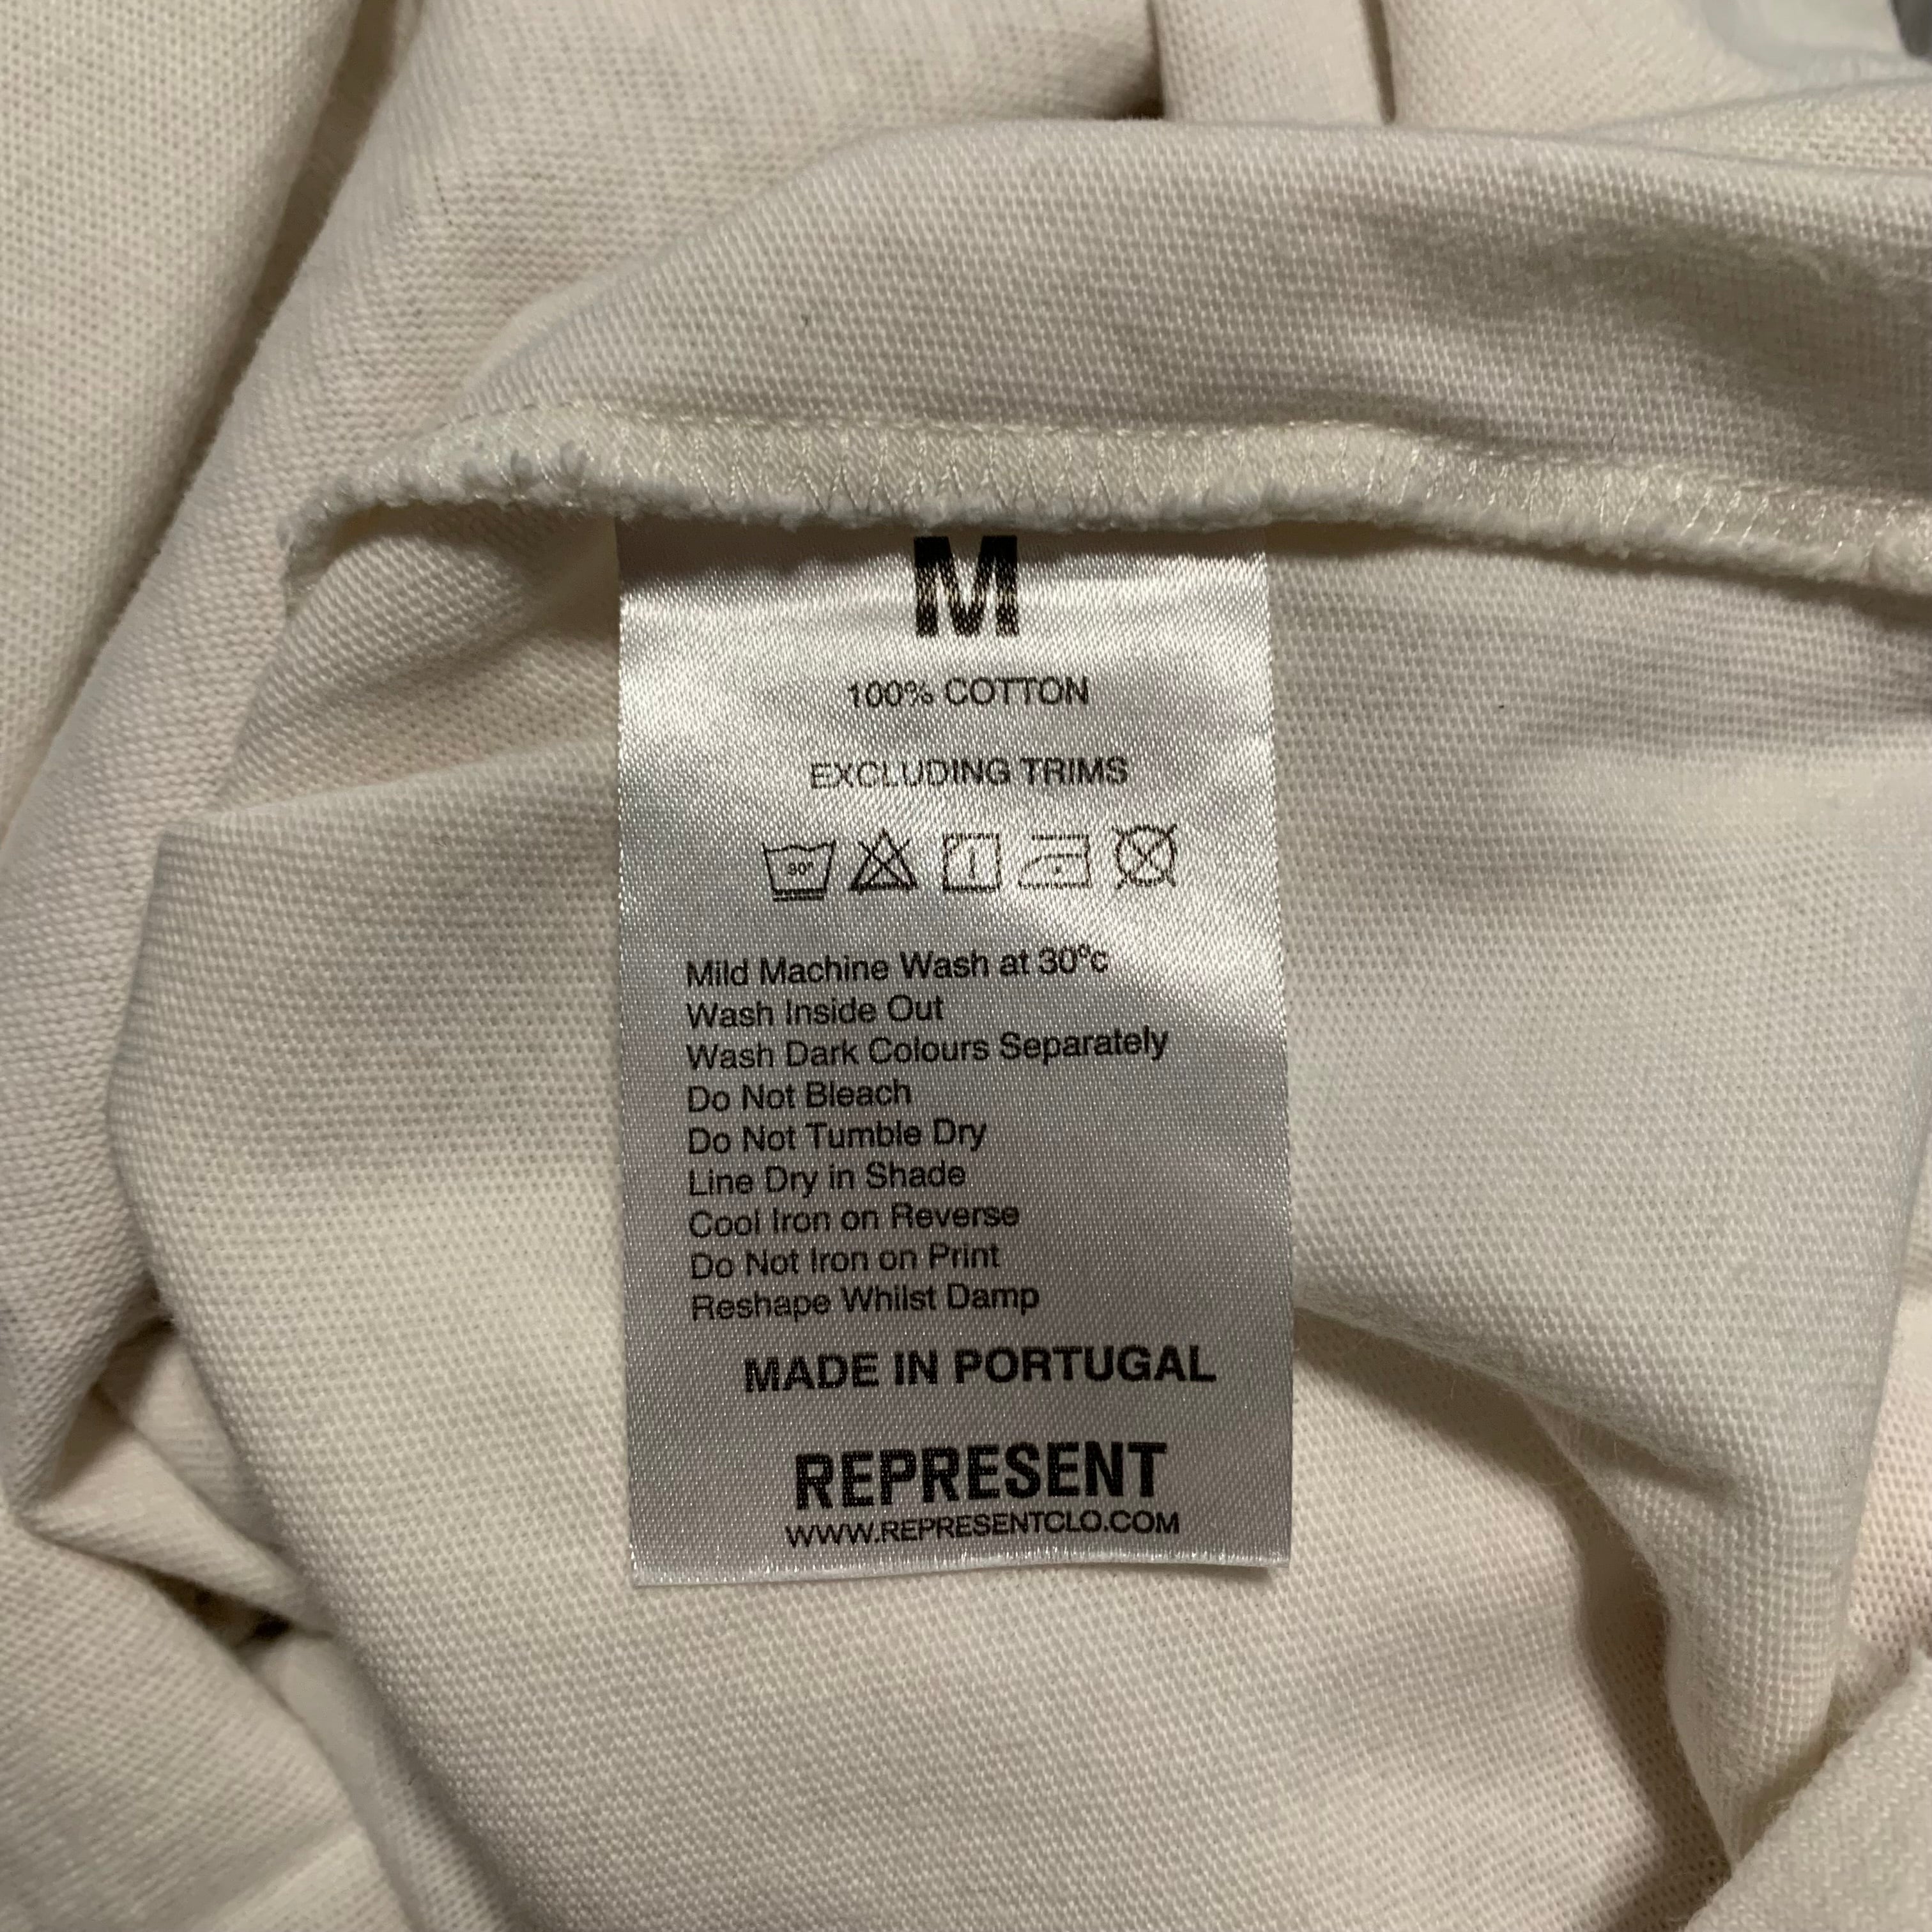 M
100% COTTON
EXCLUDING TRIMS
30°
Mild Machine Wash at 30ºc
Wash Inside Out
Wash Dark Colours Separately
Do Not Bleach
Do Not Tumble Dry
Line Dry in Shade
Cool Iron on Reverse
Do Not Iron on Print
Reshape Whilst Damp
MADE IN PORTUGAL
REPRESENT
WWW.REPRESENTCLO.COM